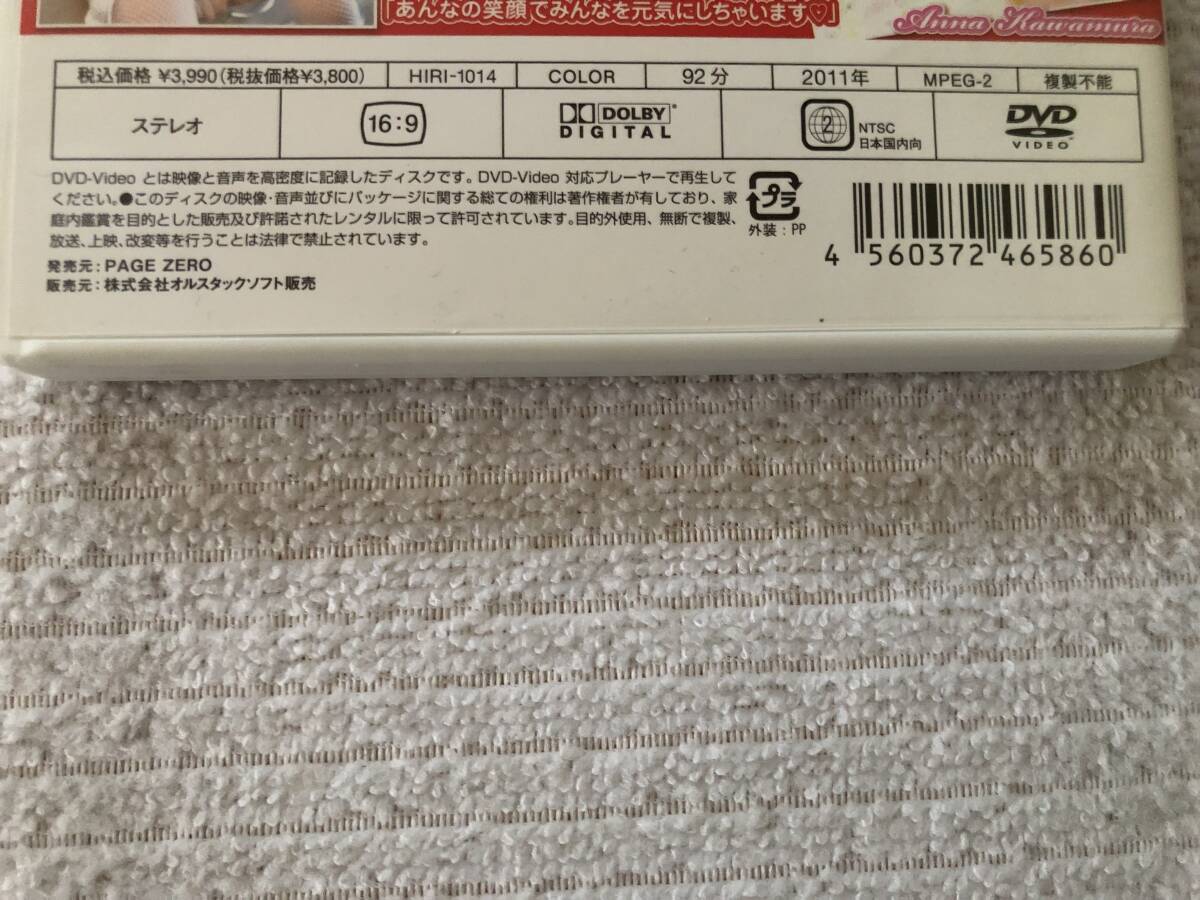 「あんなの笑顔でみんなを元気にしちゃいます♡」
Anna Kawamura
税込価格 ¥3,990(税抜価格¥3,800) HIRI-1014 COLOR 92分 2011年 MPEG-2 複製不能
ステレオ 16:9 DOLBY DIGITAL 2 NTSC 日本国内向 DVD VIDEO
DVD-Video とは映像と音声を高密度に記録したディスクです。DVD-Video 対応プレーヤーで再生して
ください。●このディスクの映像・音声並びにパッケージに関する総ての権利は著作権者が有しており、家
庭内鑑賞を目的とした販売及び許諾されたレンタルに限って許可されています。目的外使用、無断で複製、
放送、上映、改変等を行うことは法律で禁止されています。
発売元：PAGE ZERO
販売元：株式会社オルスタックソフト販売
プラ
外装：PP
4 560372 465860